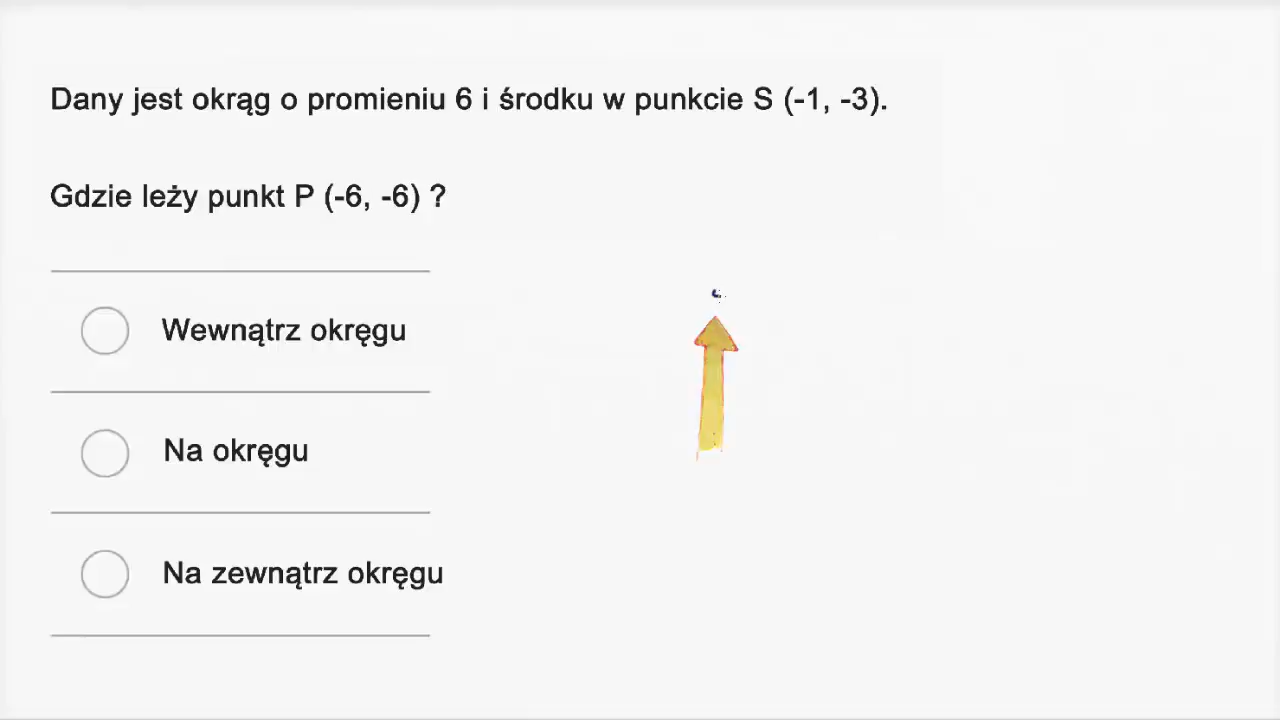 Dany jest okrąg o promieniu 6 i środku w punkcie S (-1, -3).
Gdzie leży punkt P (-6, -6) ?
Wewnątrz okręgu
Na okręgu
Na zewnątrz okręgu